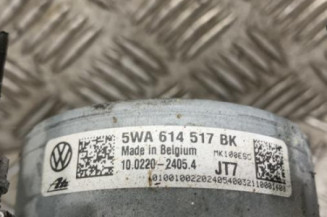 5WA 614 517 BK
Made in Belgium
MK100ESC
10.0220-2405.4
JT7